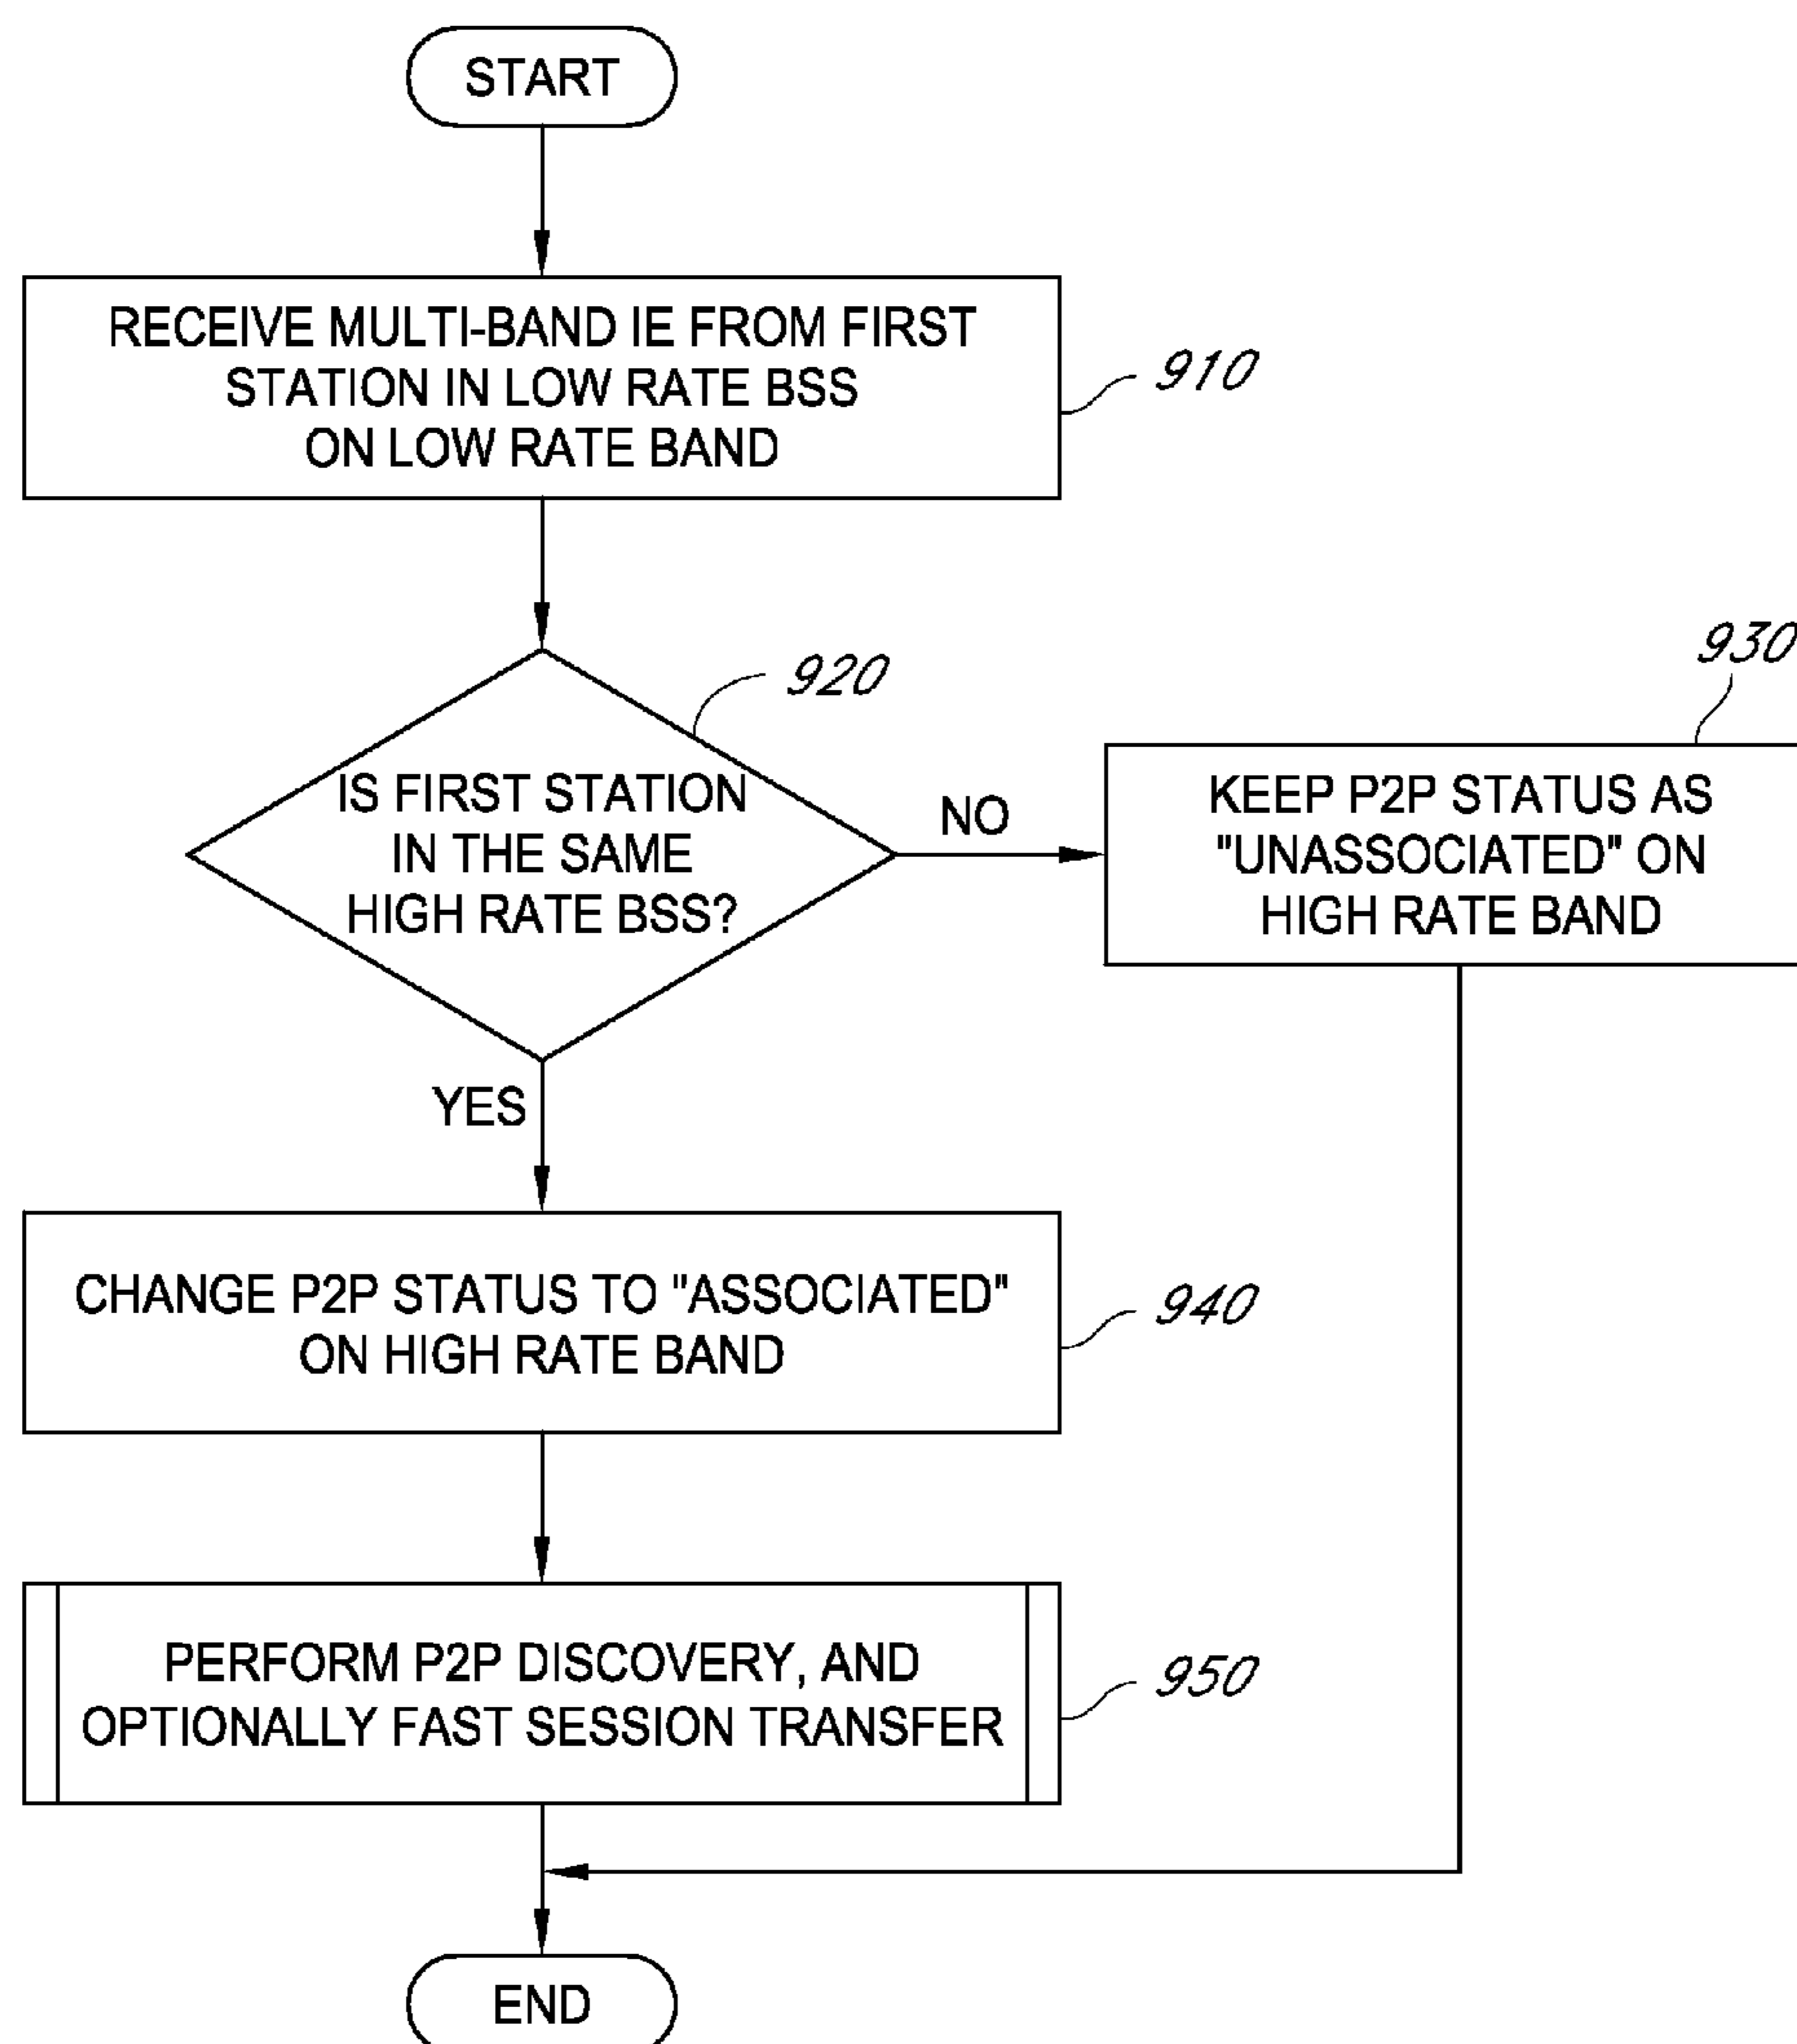 START
RECEIVE MULTI-BAND IE FROM FIRST
STATION IN LOW RATE BSS
ON LOW RATE BAND
910
920
IS FIRST STATION
IN THE SAME
HIGH RATE BSS?
NO
930
KEEP P2P STATUS AS
"UNASSOCIATED" ON
HIGH RATE BAND
YES
CHANGE P2P STATUS TO "ASSOCIATED"
ON HIGH RATE BAND
940
PERFORM P2P DISCOVERY, AND
OPTIONALLY FAST SESSION TRANSFER
950
END